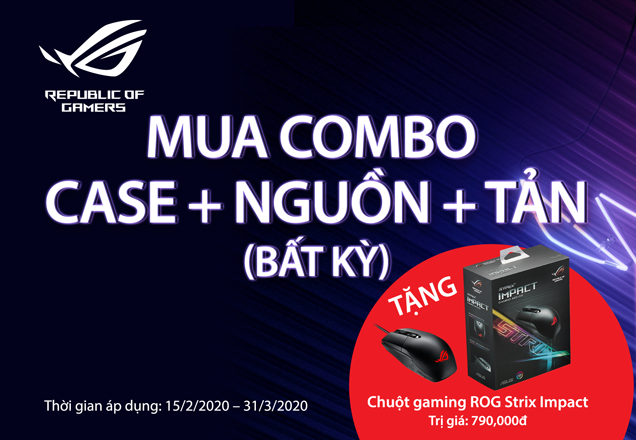 REPUBLIC OF
GAMERS
MUA COMBO
CASE + NGUỒN + TẢN
(BẤT KỲ)
TẶNG
STRIX
IMPACT
STRIX
Chuột gaming ROG Strix Impact
Trị giá: 790,000đ
Thời gian áp dụng: 15/2/2020 – 31/3/2020